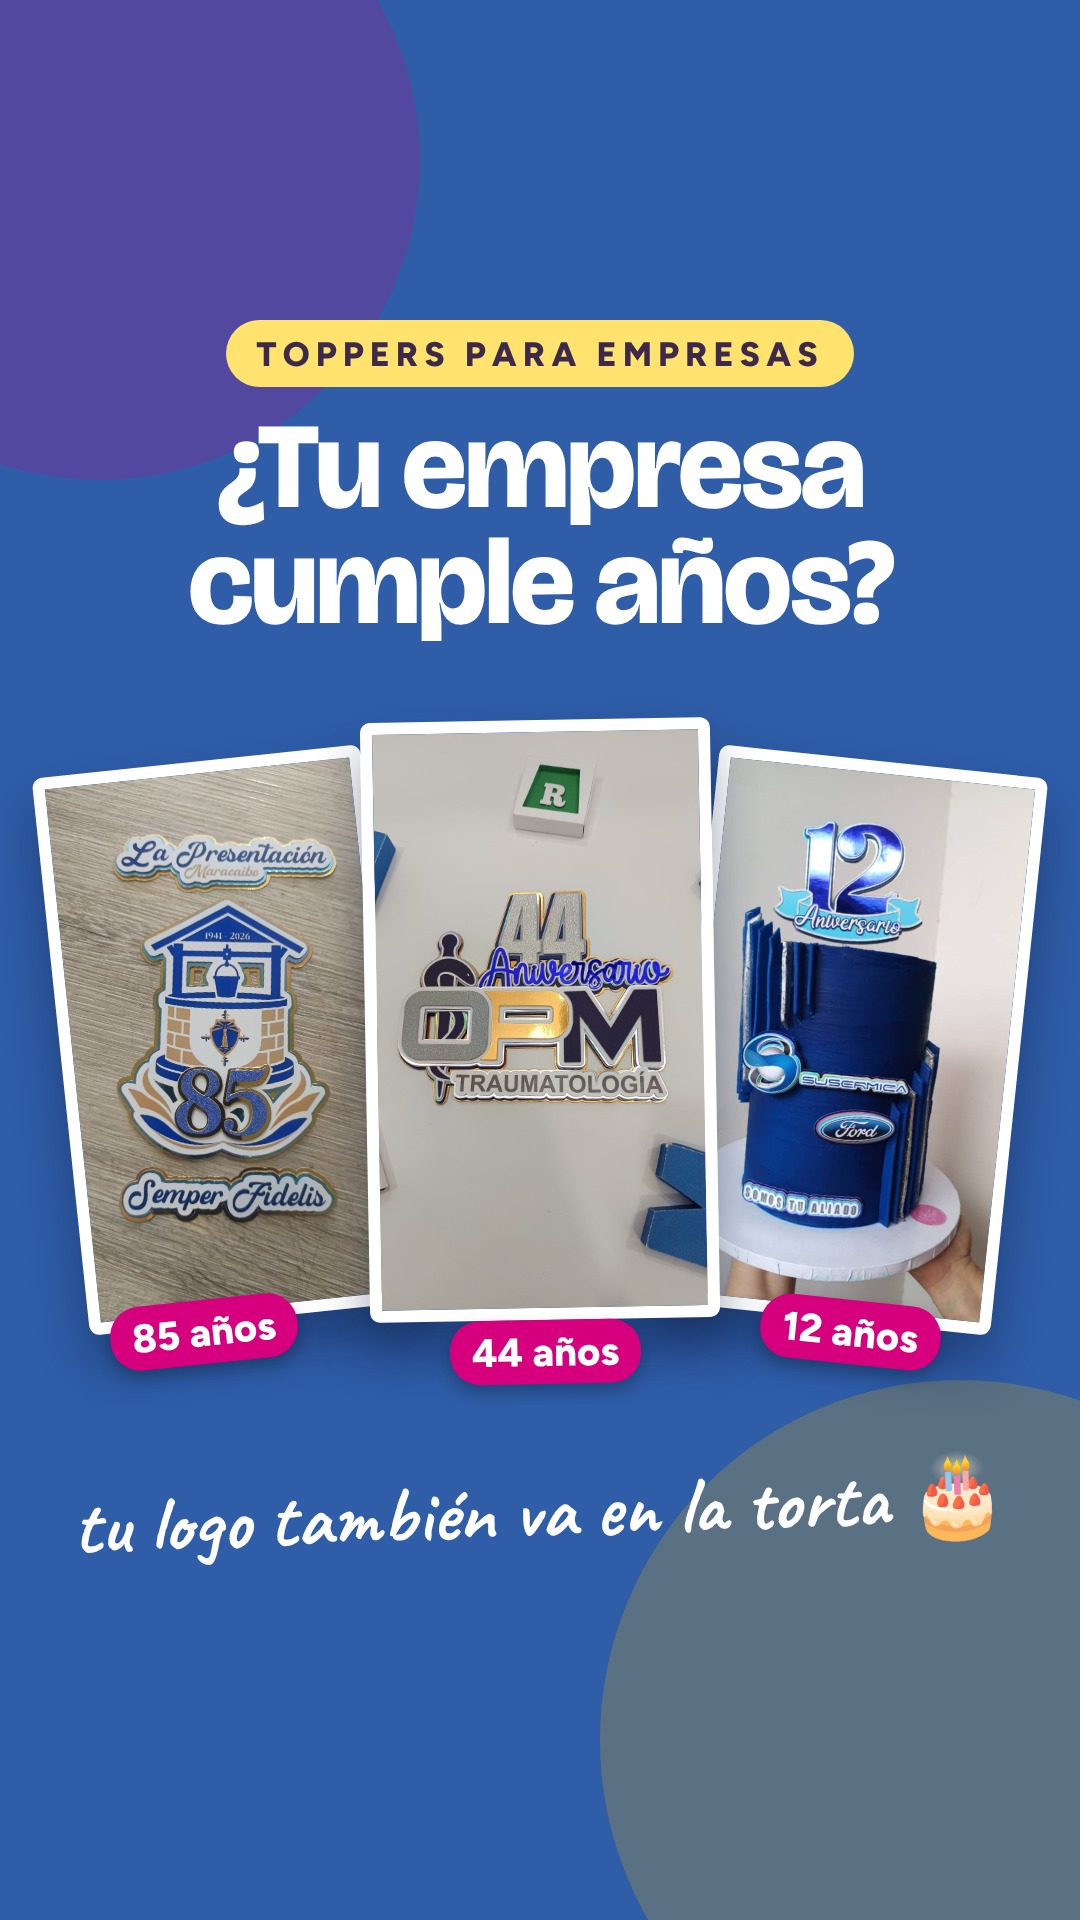 TOPPERS PARA EMPRESAS
¿Tu empresa
cumple años?
La Presentación
Maracaibo
1941 - 2026
85
Semper Fidelis
85 años
R
44
Aniversario
OPM
TRAUMATOLOGÍA
44 años
12
Aniversario
SUSERMICA
Ford
SOMOS TU ALIADO
12 años
tu logo también va en la torta